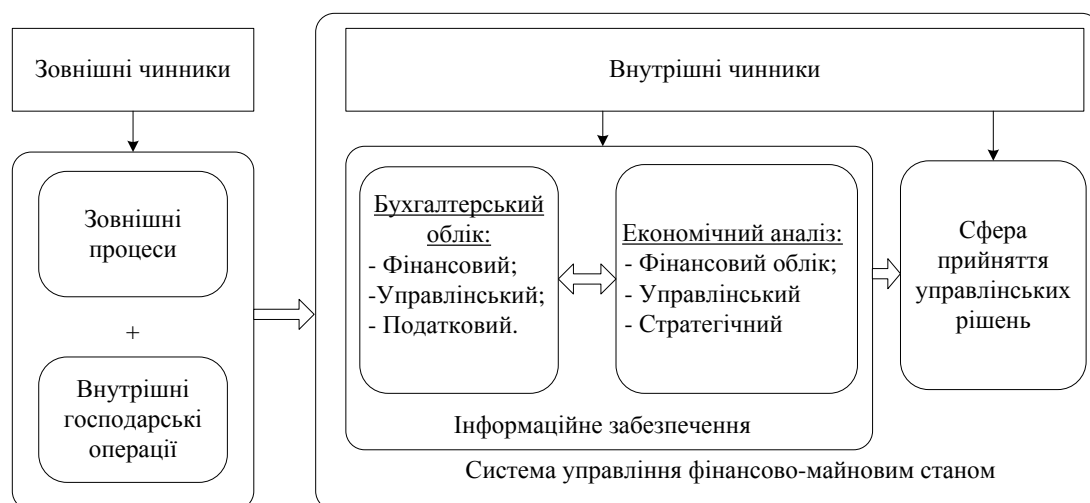 Зовнішні чинники
Внутрішні чинники
Зовнішні
процеси
+
Внутрішні
господарські
операції
Бухгалтерський
облік:
- Фінансовий;
-Управлінський;
- Податковий.
Економічний аналіз:
- Фінансовий облік;
- Управлінський
- Стратегічний
Сфера
прийняття
управлінських
рішень
Інформаційне забезпечення
Система управління фінансово-майновим станом